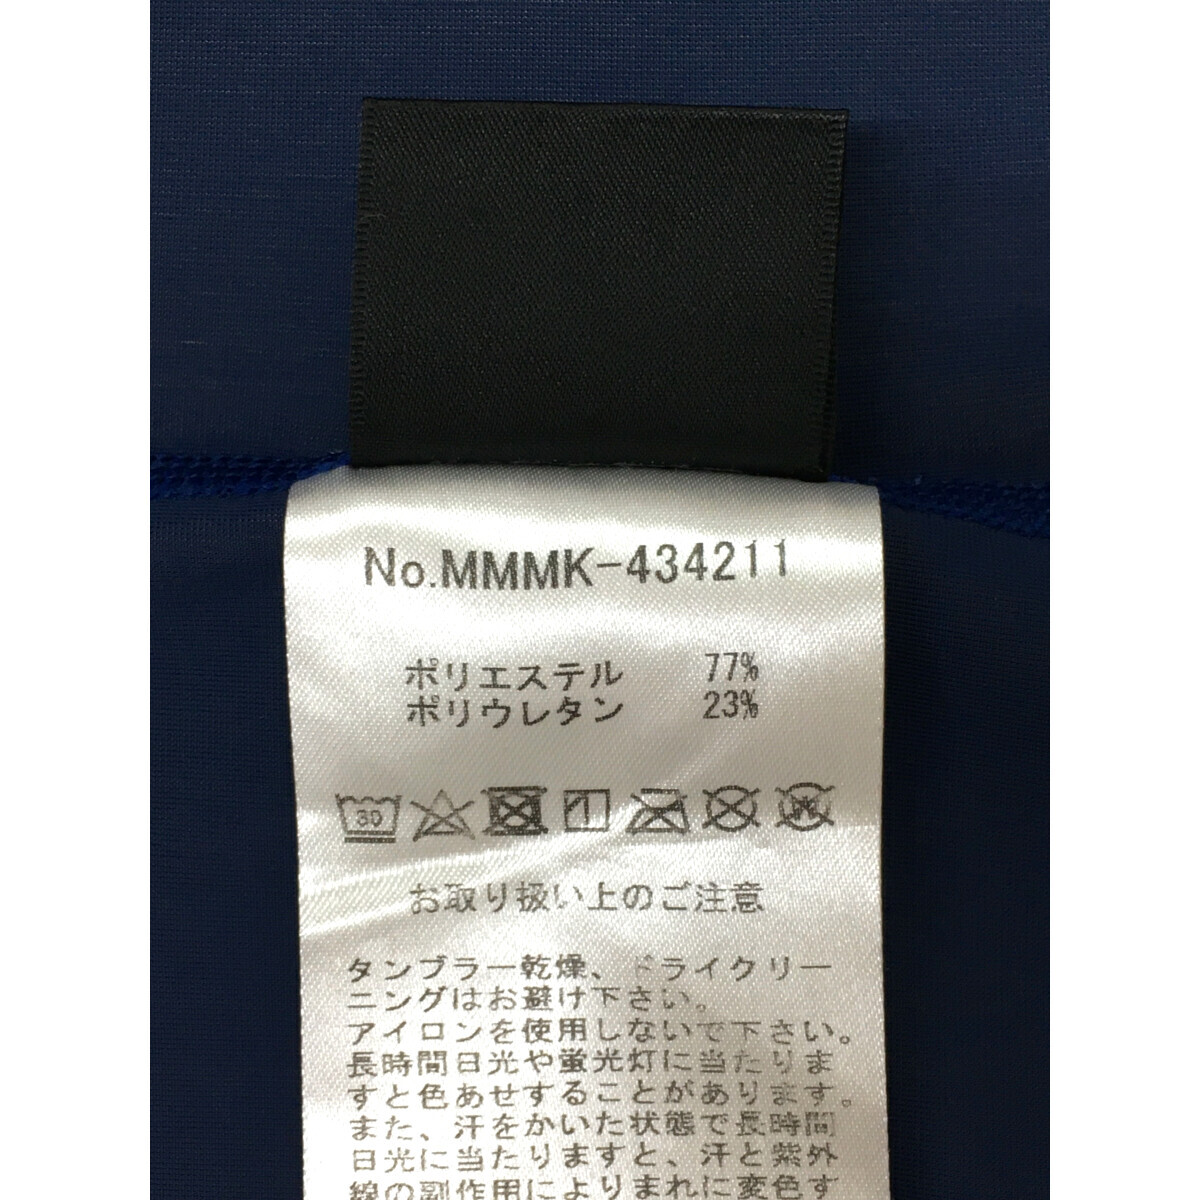 No.MMMK-434211
ポリエステル 77%
ポリウレタン 23%
30
お取り扱い上のご注意
タンブラー乾燥、ドライクリー
ニングはお避け下さい。
アイロンを使用しないで下さい。
長時間日光や蛍光灯に当たりま
すと色あせすることがあります。
また、汗をかいた状態で長時間
日光に当たりますと、汗と紫外
線の副作用によりまれに変色す